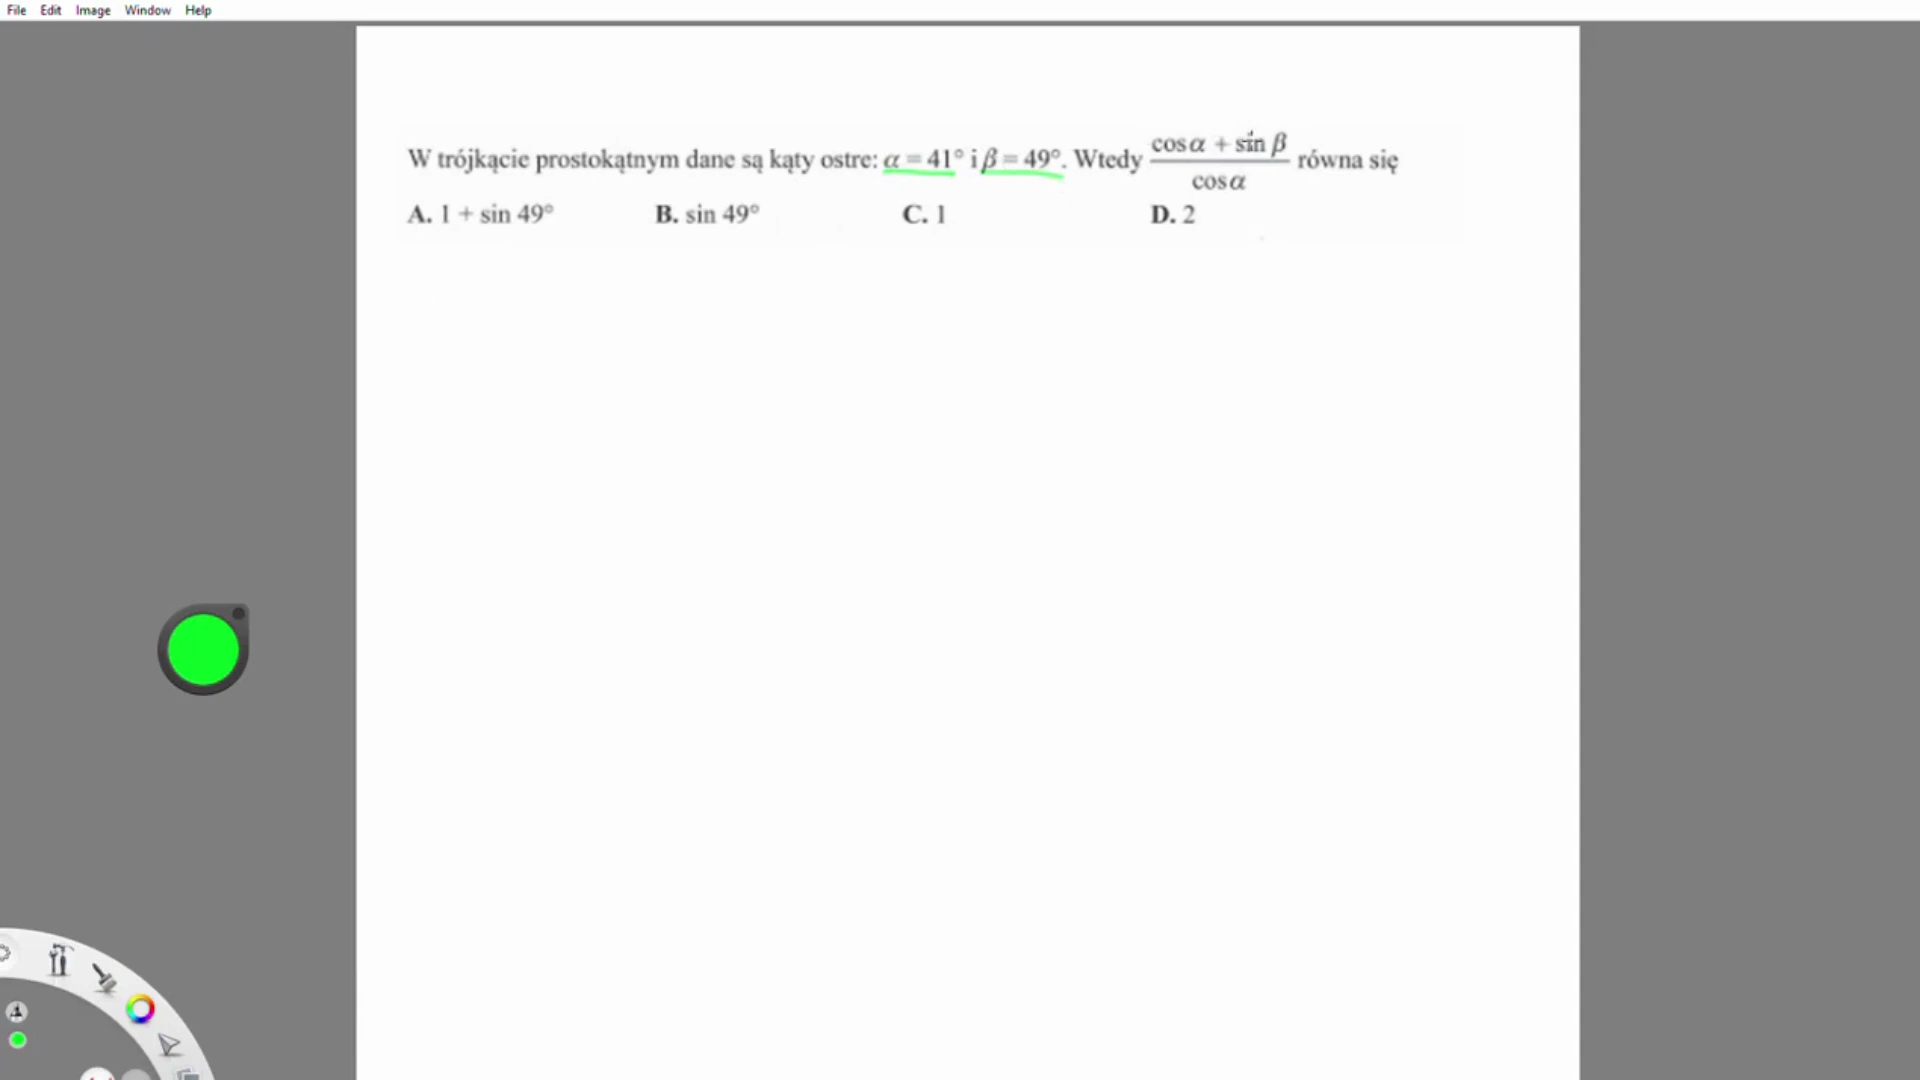 File Edit Image Window Help
W trójkącie prostokątnym dane są kąty ostre: α = 41° i β = 49°. Wtedy \frac{cos α + sin β}{cos α} równa się
A. 1 + sin 49° B. sin 49° C. 1 D. 2